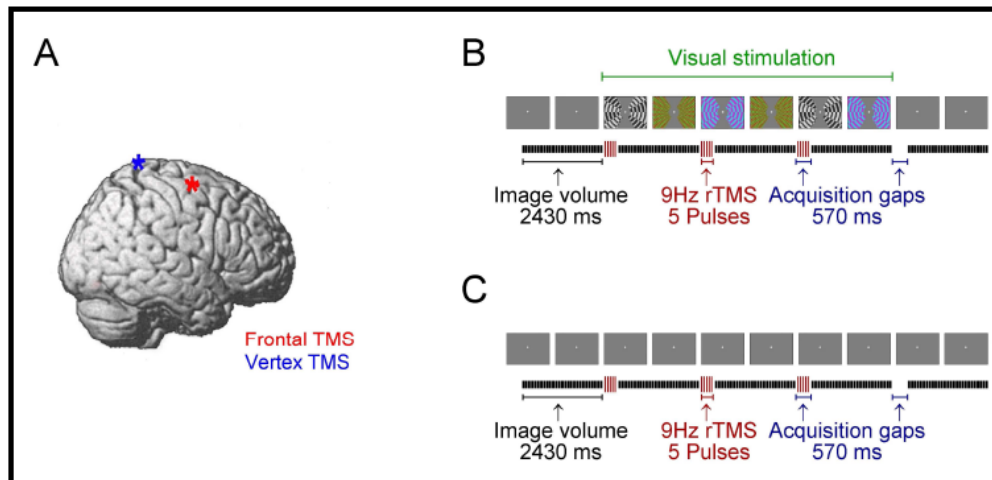 A
Frontal TMS
Vertex TMS
B
Visual stimulation
Image volume
2430 ms
9Hz rTMS
5 Pulses
Acquisition gaps
570 ms
C
Image volume
2430 ms
9Hz rTMS
5 Pulses
Acquisition gaps
570 ms